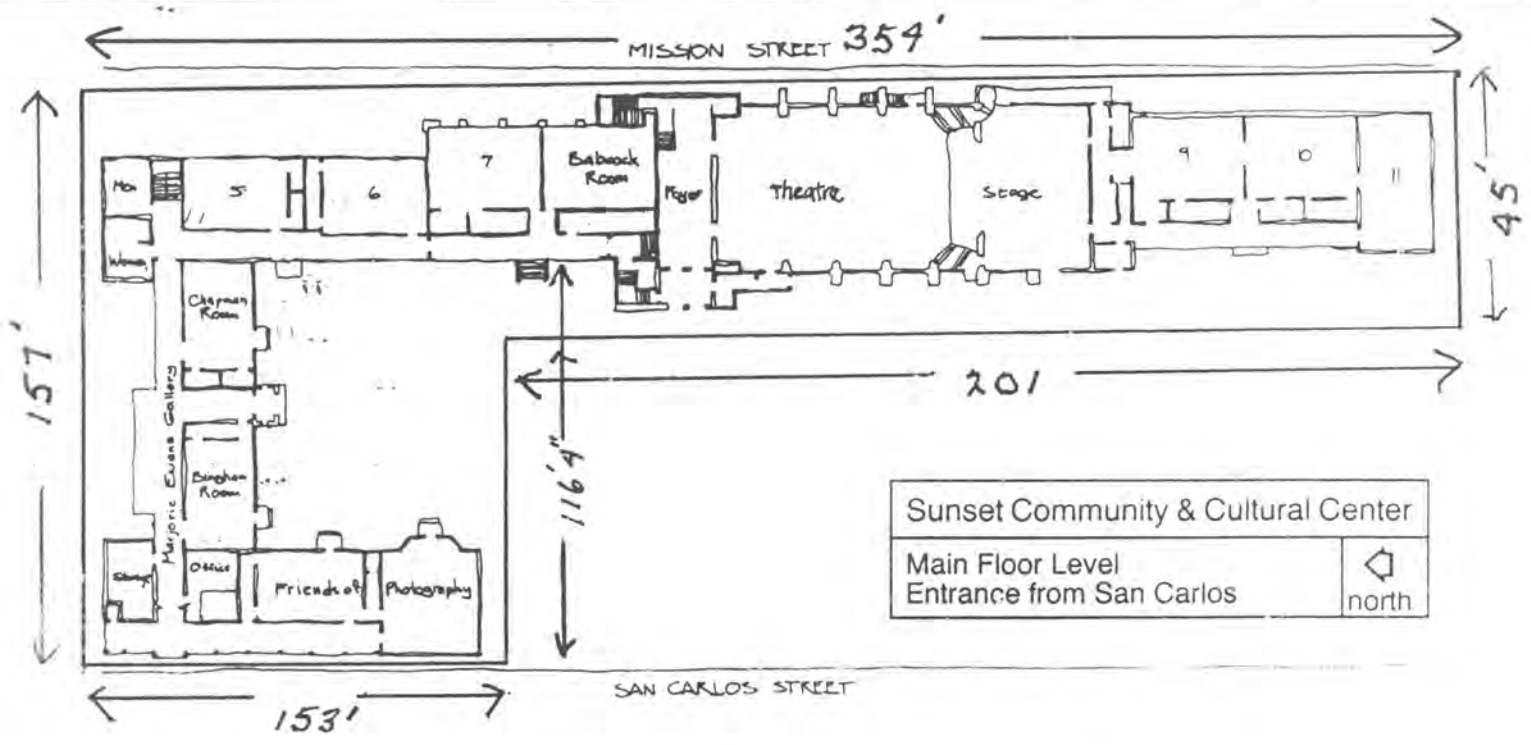 MISSION STREET 354'
157'
45'
Men
5
6
7
Babcock
Room
Foyer
Theatre
Stage
9
10
11
Women
Chapman
Room
Marjorie Evans Gallery
201
116'4"
Bingham
Room
Storage
Office
Friends of Photography
Sunset Community & Cultural Center
Main Floor Level
Entrance from San Carlos
north
SAN CARLOS STREET
153'